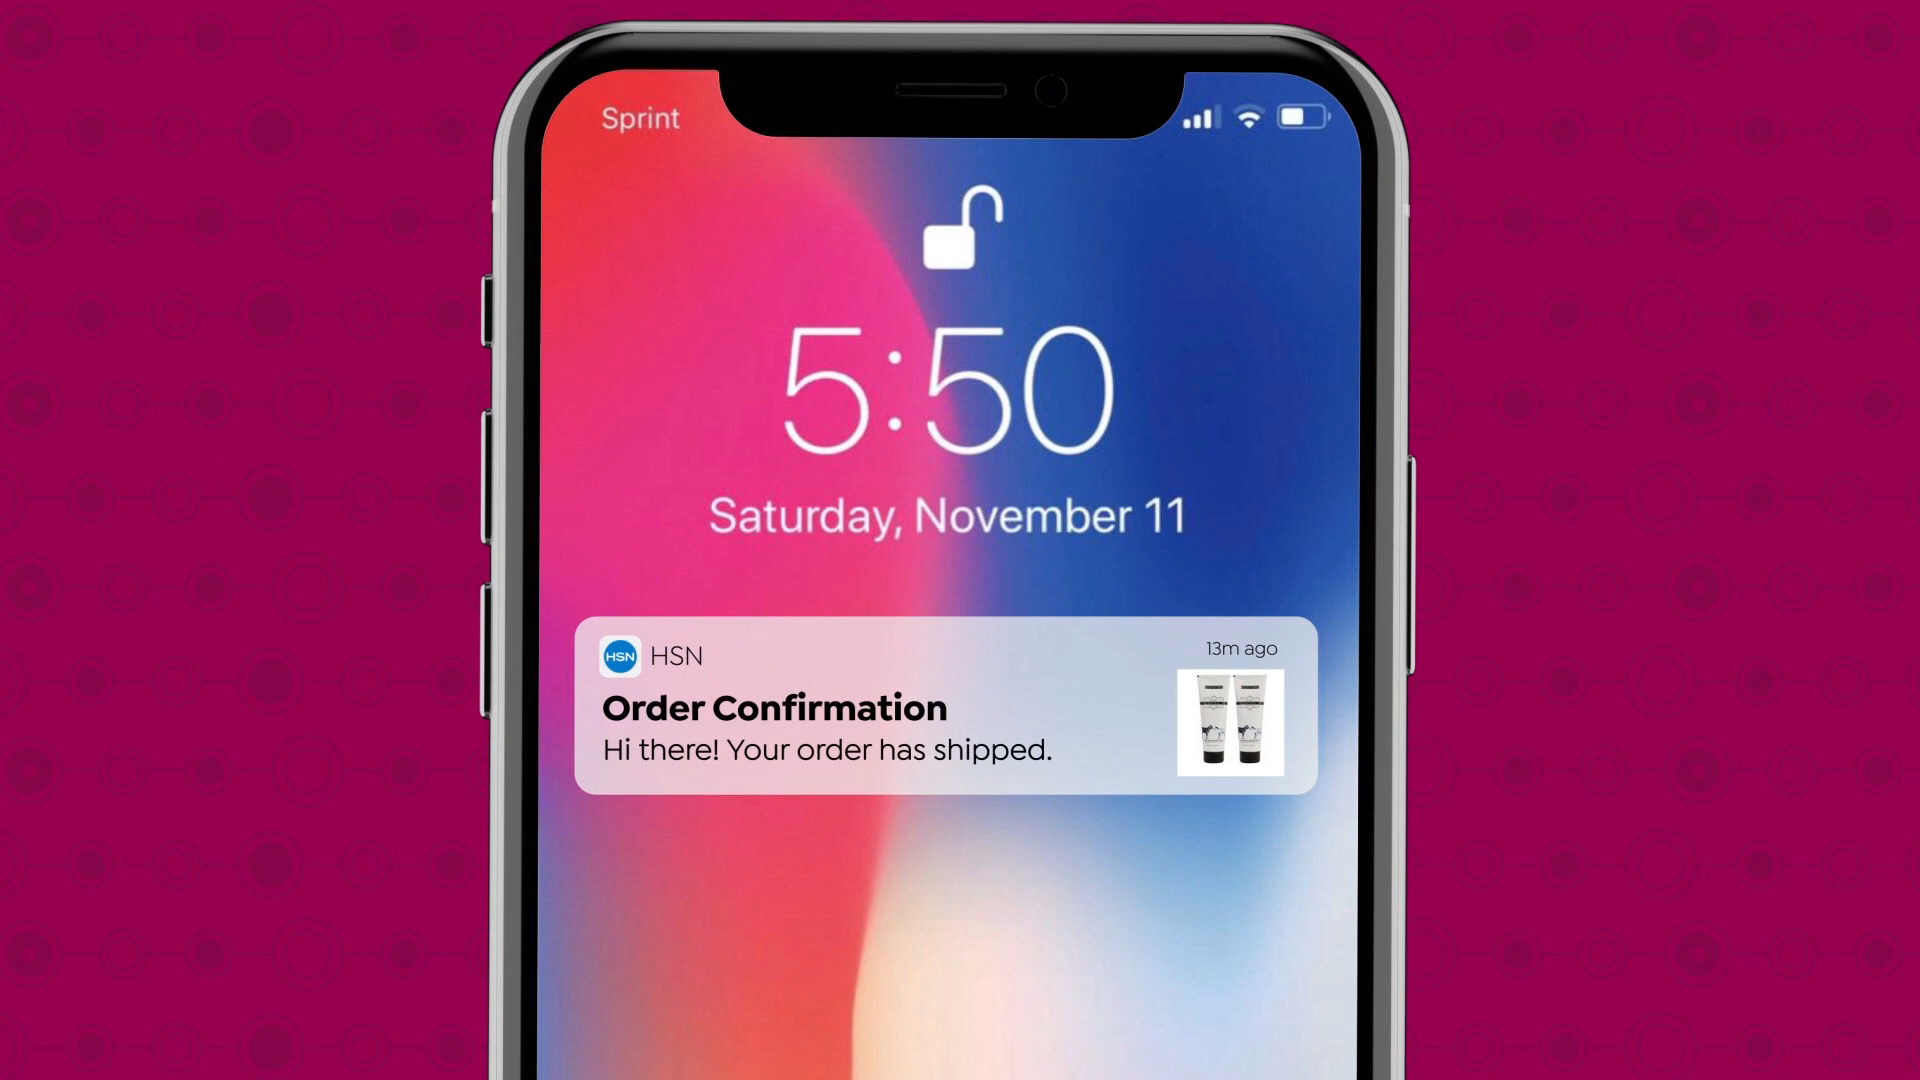 Sprint
5:50
Saturday, November 11
HSN HSN
13m ago
Order Confirmation
Hi there! Your order has shipped.